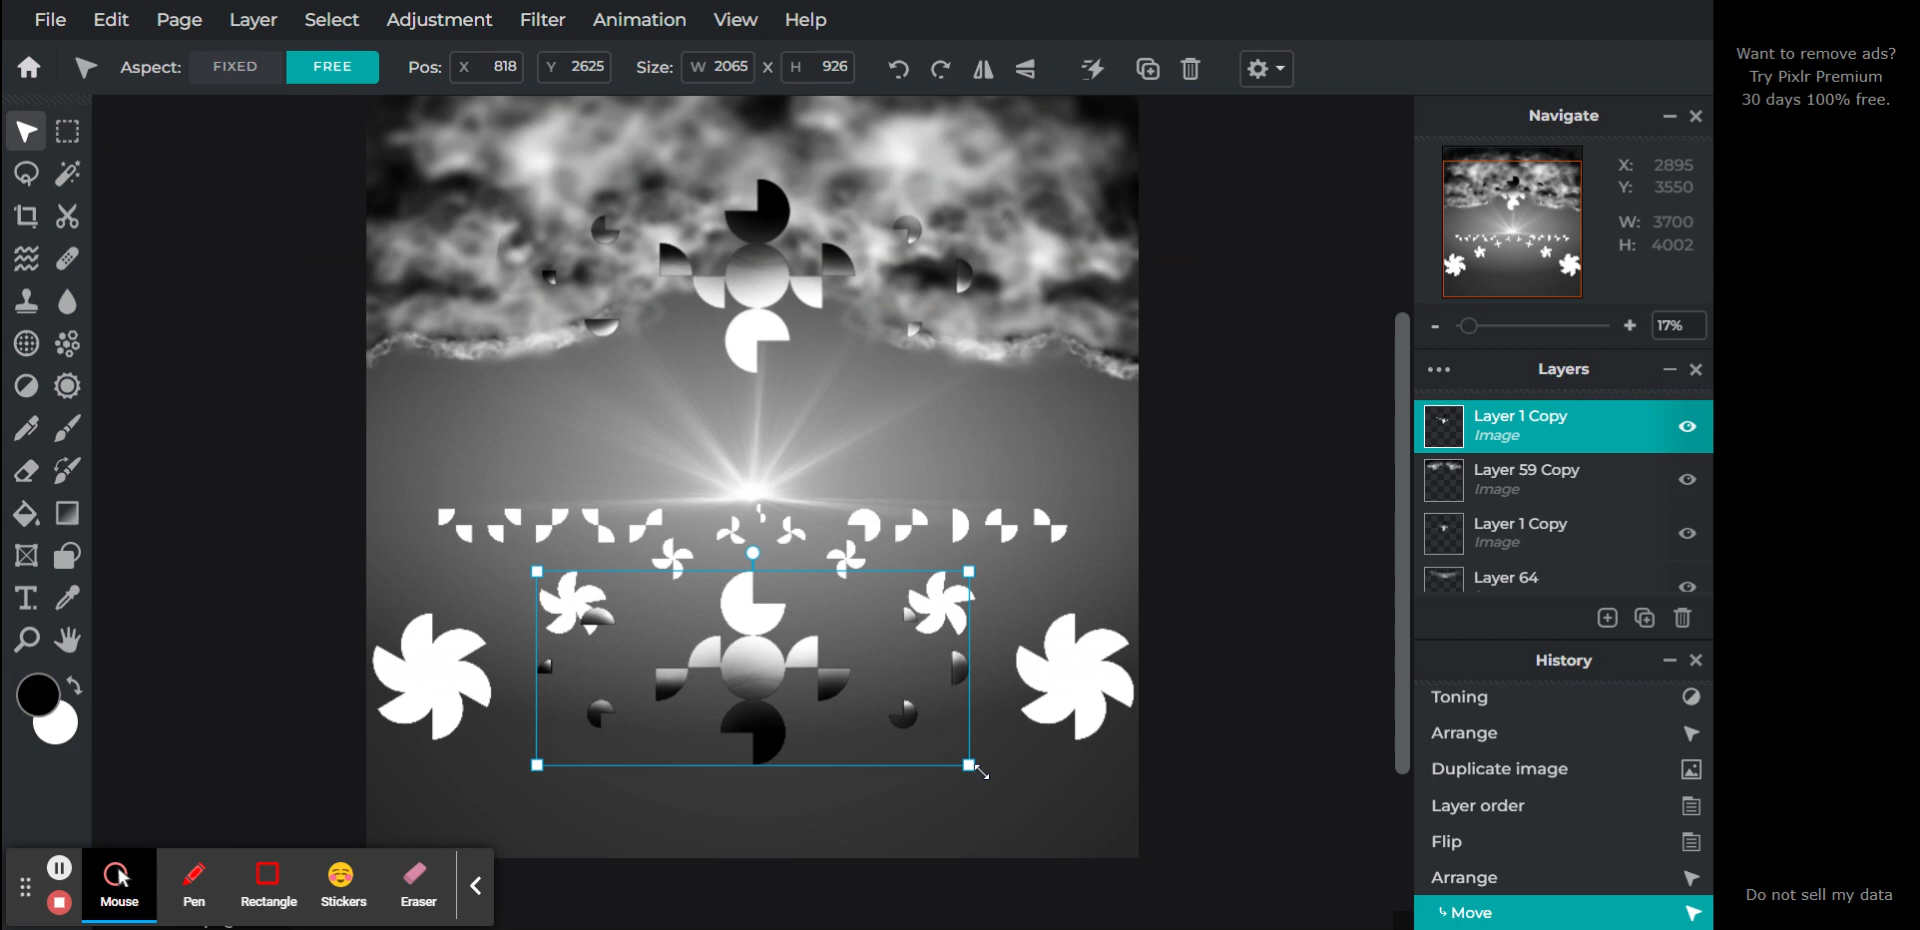 File Edit Page Layer Select Adjustment Filter Animation View Help
Aspect: FIXED FREE Pos: X 818 Y 2625 Size: W 2065 X H 926
Want to remove ads?
Try Pixlr Premium
30 days 100% free.
Navigate
X: 2895
Y: 3550
W: 3700
H: 4002
- + 17%
Layers
Layer 1 Copy
Image
Layer 59 Copy
Image
Layer 1 Copy
Image
Layer 64
History
Toning
Arrange
Duplicate image
Layer order
Flip
Arrange
Move
Mouse Pen Rectangle Stickers Eraser
Do not sell my data